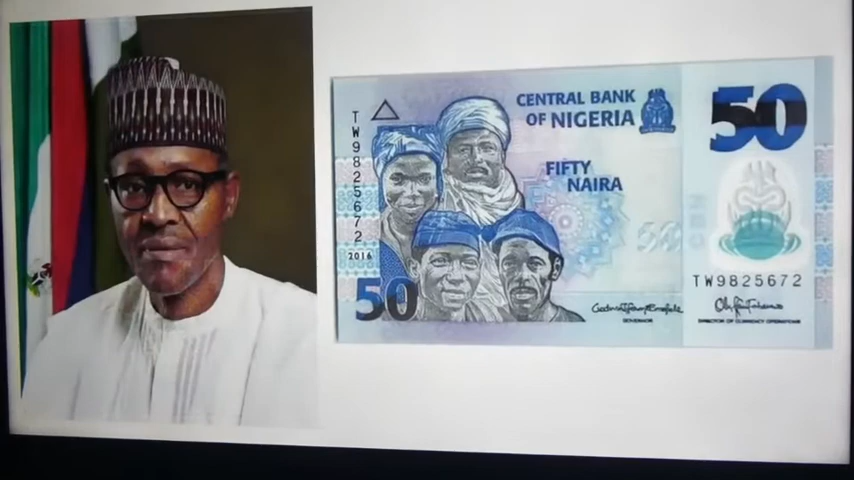 CENTRAL BANK
OF NIGERIA
50
FIFTY
NAIRA
TW9825672
2016
50
50
TW9825672
GOVERNOR
DIRECTOR OF CURRENCY OPERATIONS